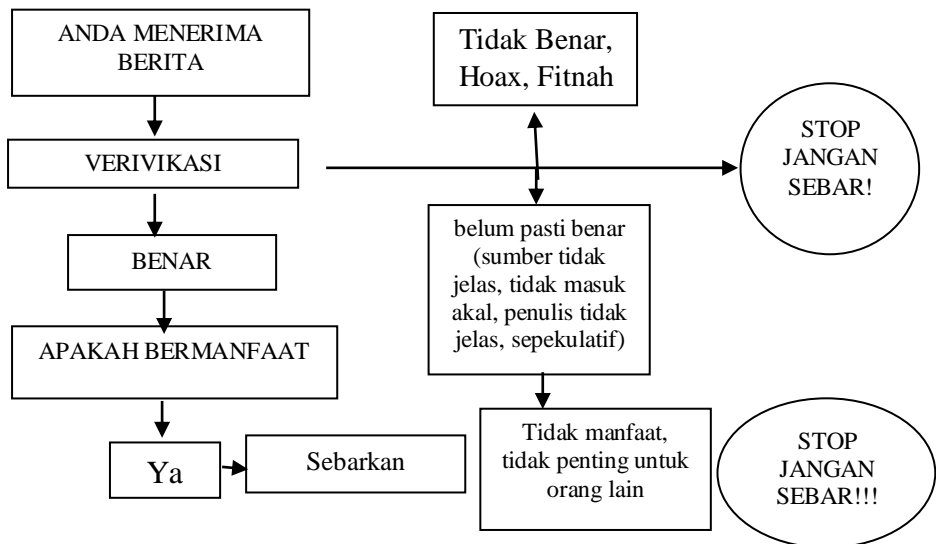 ANDA MENERIMA
BERITA
Tidak Benar,
Hoax, Fitnah
STOP
JANGAN
SEBAR!
VERIVIKASI
belum pasti benar
(sumber tidak
jelas, tidak masuk
akal, penulis tidak
jelas, sepekulatif)
BENAR
APAKAH BERMANFAAT
Ya
Sebarkan
Tidak manfaat,
tidak penting untuk
orang lain
STOP
JANGAN
SEBAR!!!